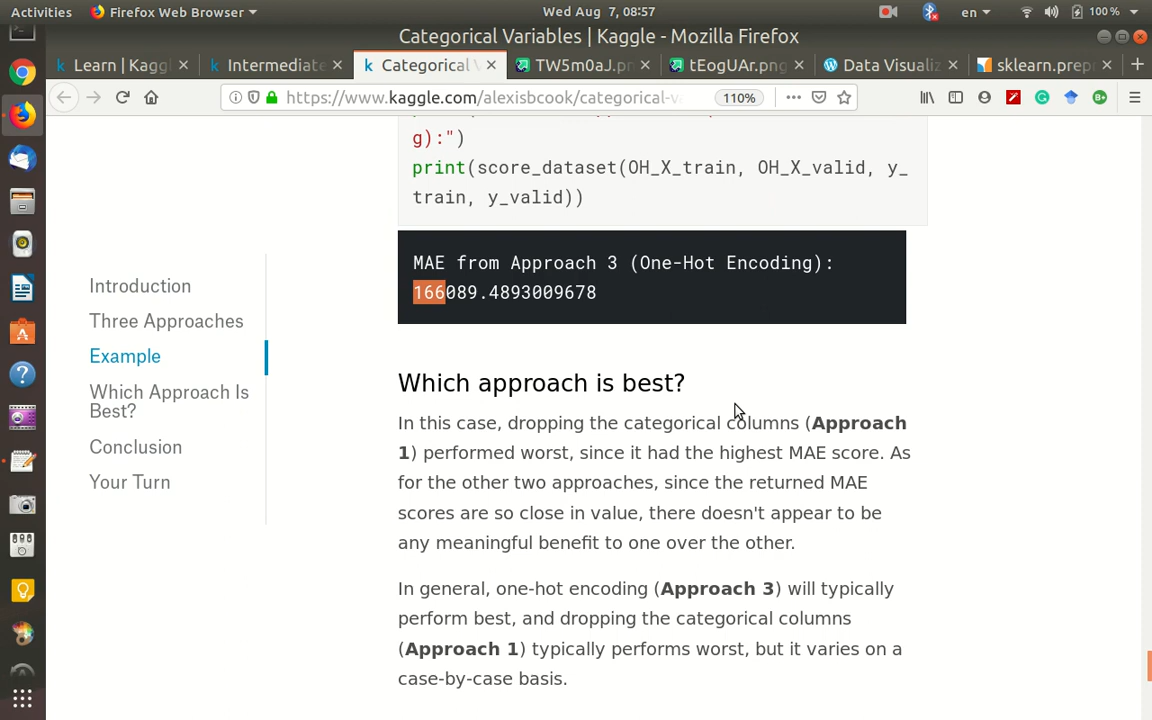 Activities
Firefox Web Browser
Wed Aug 7, 08:57
en
100 %
Categorical Variables | Kaggle - Mozilla Firefox
Learn | Kaggl
Intermediate
Categorical V
TW5m0aJ.pn
tEogUAr.png
Data Visualiz
sklearn.prep
https://www.kaggle.com/alexisbcook/categorical-va
110%
g):")
print(score_dataset(OH_X_train, OH_X_valid, y_
train, y_valid))
MAE from Approach 3 (One-Hot Encoding):
166089.4893009678
Introduction
Three Approaches
Example
Which Approach Is
Best?
Conclusion
Your Turn
Which approach is best?
In this case, dropping the categorical columns (Approach
1) performed worst, since it had the highest MAE score. As
for the other two approaches, since the returned MAE
scores are so close in value, there doesn't appear to be
any meaningful benefit to one over the other.
In general, one-hot encoding (Approach 3) will typically
perform best, and dropping the categorical columns
(Approach 1) typically performs worst, but it varies on a
case-by-case basis.